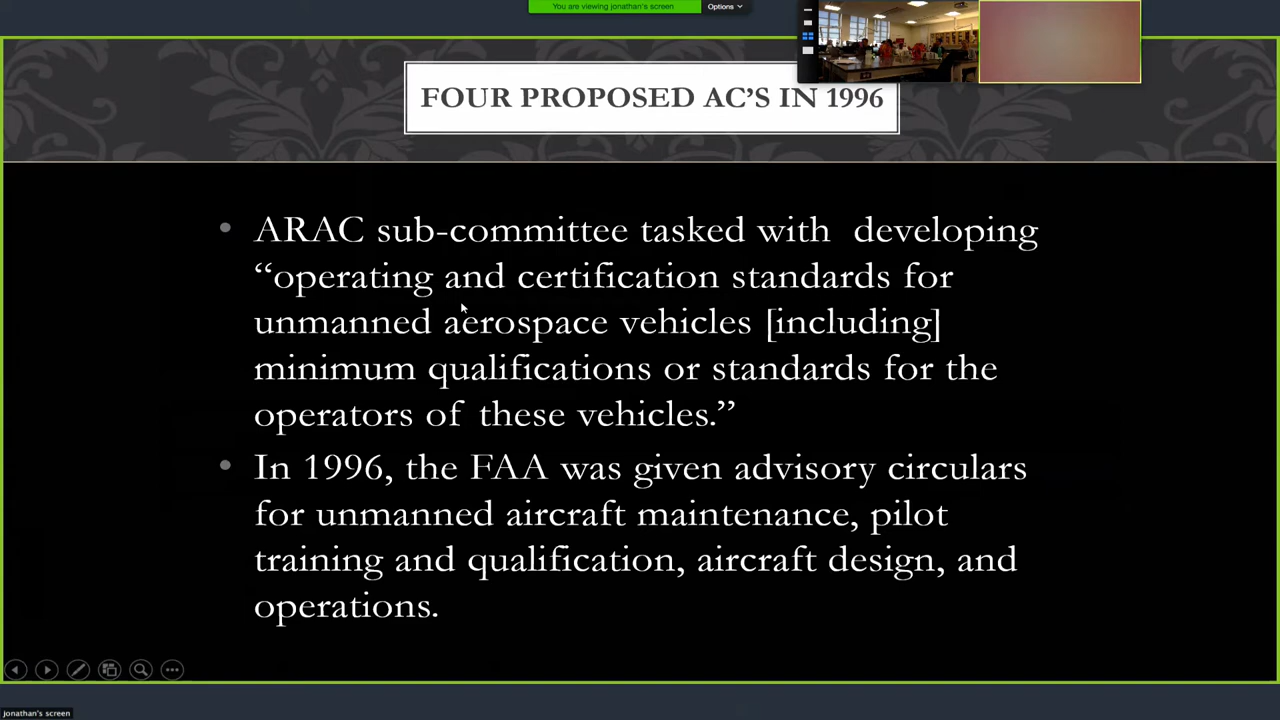 You are viewing jonathan's screen
Options
FOUR PROPOSED AC'S IN 1996
• ARAC sub-committee tasked with developing
“operating and certification standards for
unmanned aerospace vehicles [including]
minimum qualifications or standards for the
operators of these vehicles.”
• In 1996, the FAA was given advisory circulars
for unmanned aircraft maintenance, pilot
training and qualification, aircraft design, and
operations.
jonathan's screen